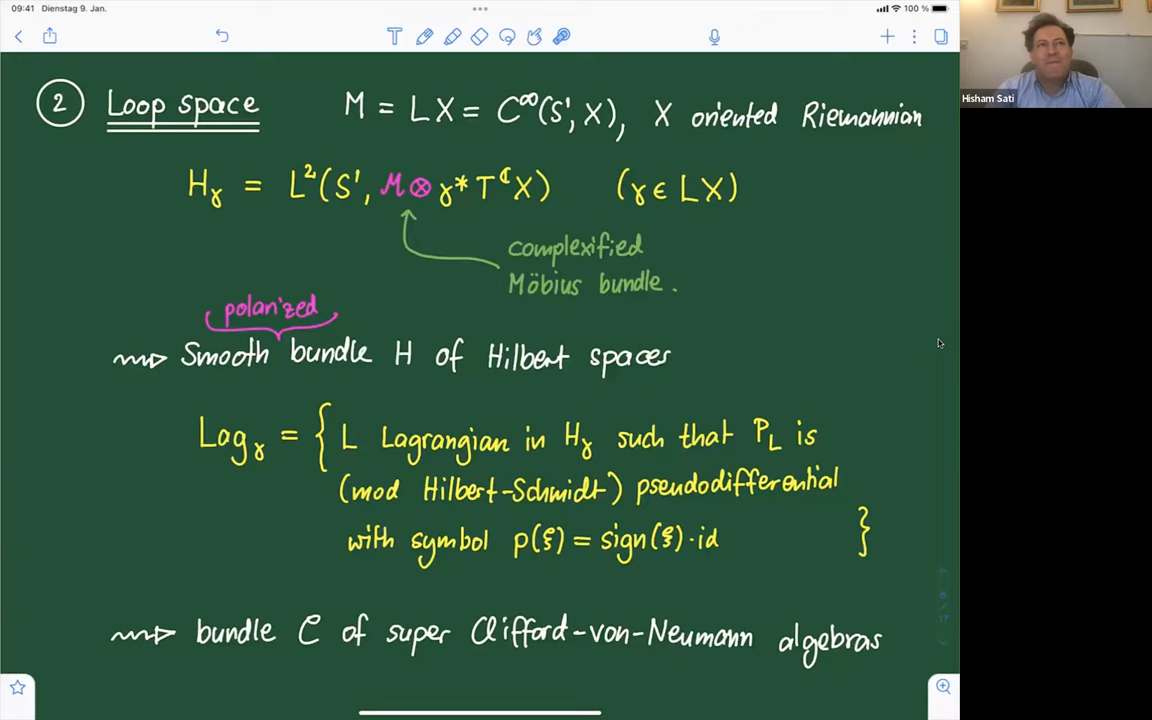 09:41 Dienstag 9. Jan.
100 %
2 Loop space M = LX = C^∞(S¹, X), X oriented Riemannian
H_γ = L²(S¹, M⊗ γ* T^ℂ X) (γ ∈ LX)
complexified
Möbius bundle.
polarized
⇝ Smooth bundle H of Hilbert spaces
Lag_γ = { L Lagrangian in H_γ such that P_L is
(mod Hilbert-Schmidt) pseudodifferential
with symbol p(ξ) = sign(ξ)·id }
⇝ bundle C of super Clifford-von-Neumann algebras
Hisham Sati